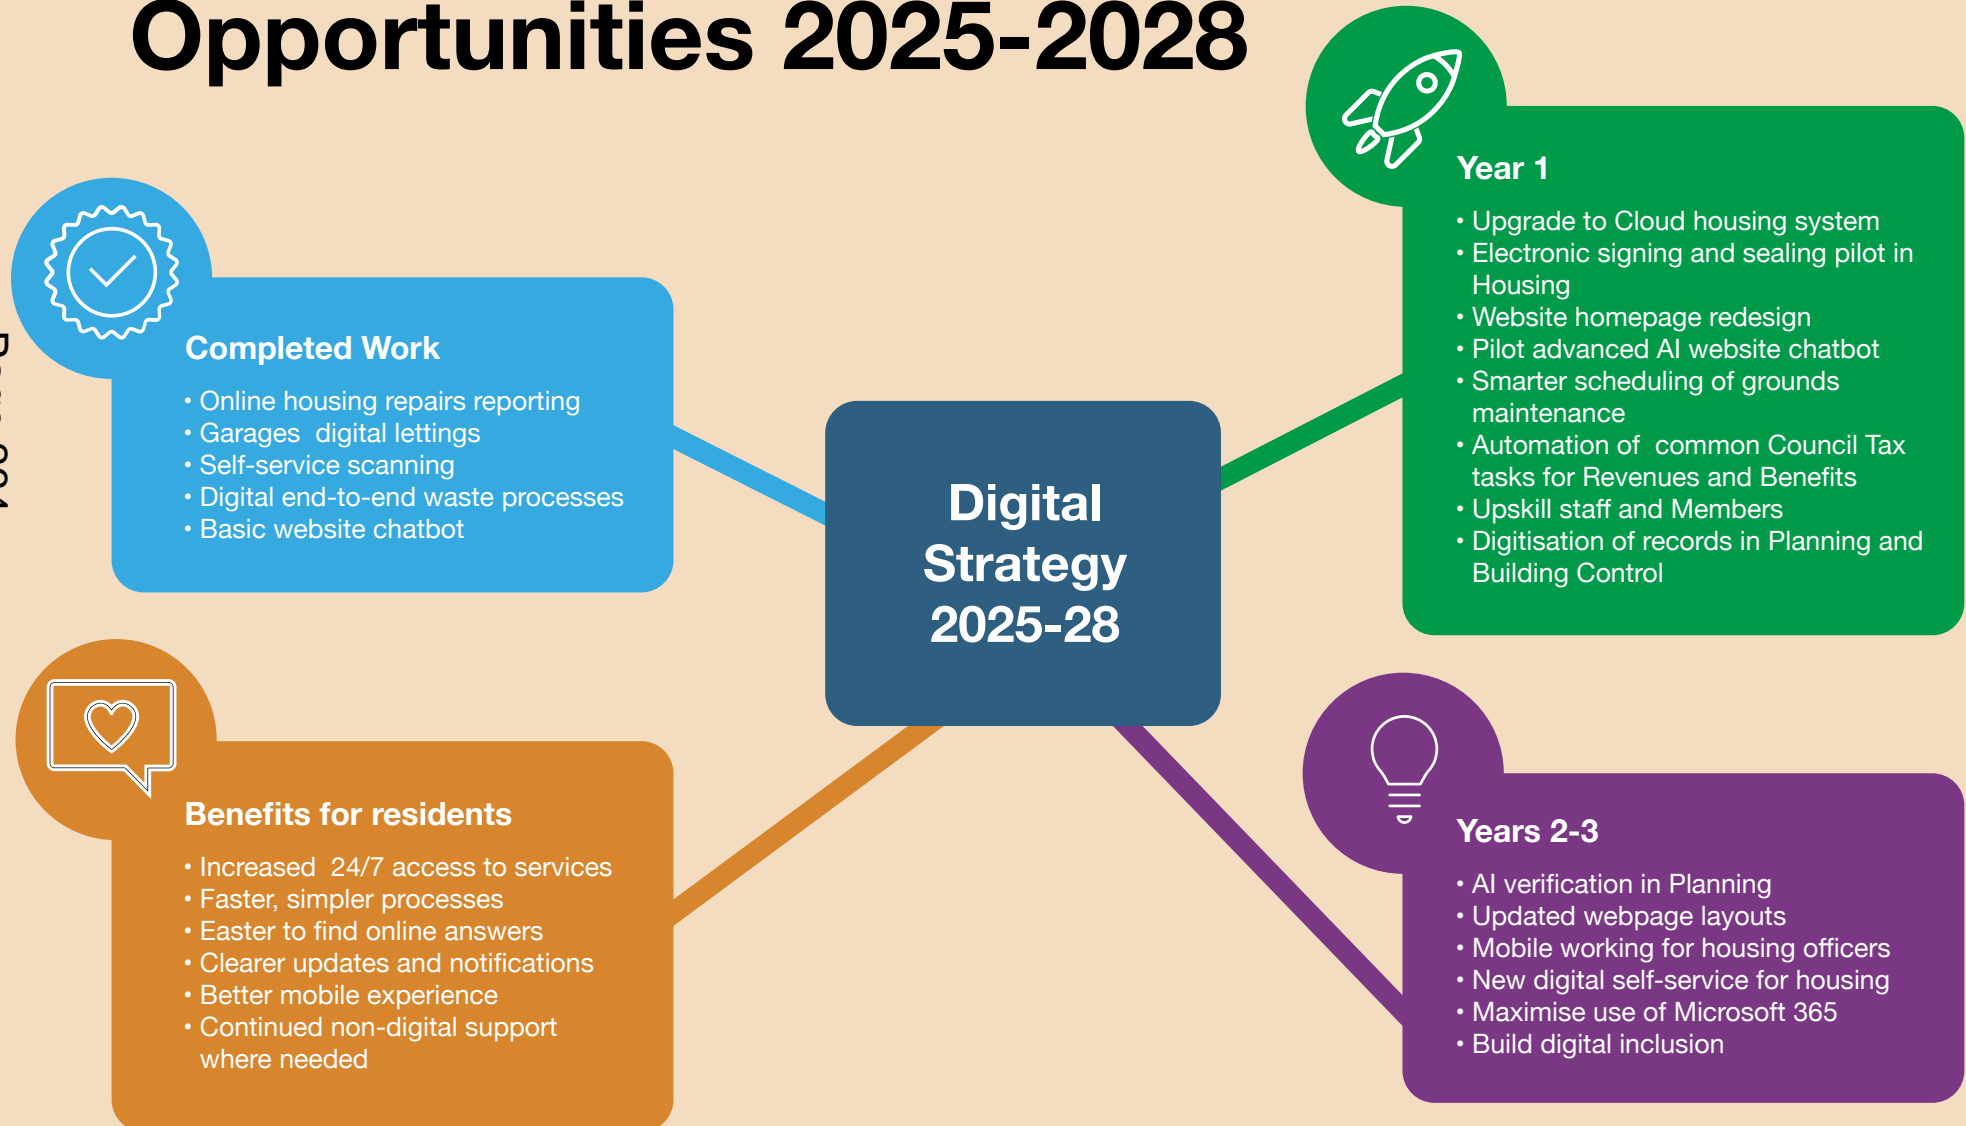 Opportunities 2025-2028
Completed Work
• Online housing repairs reporting
• Garages  digital lettings
• Self-service scanning
• Digital end-to-end waste processes
• Basic website chatbot
Benefits for residents
• Increased  24/7 access to services
• Faster, simpler processes
• Easter to find online answers
• Clearer updates and notifications
• Better mobile experience
• Continued non-digital support
where needed
Digital
Strategy
2025-28
Year 1
• Upgrade to Cloud housing system
• Electronic signing and sealing pilot in
Housing
• Website homepage redesign
• Pilot advanced AI website chatbot
• Smarter scheduling of grounds
maintenance
• Automation of  common Council Tax
tasks for Revenues and Benefits
• Upskill staff and Members
• Digitisation of records in Planning and
Building Control
Years 2-3
• AI verification in Planning
• Updated webpage layouts
• Mobile working for housing officers
• New digital self-service for housing
• Maximise use of Microsoft 365
• Build digital inclusion